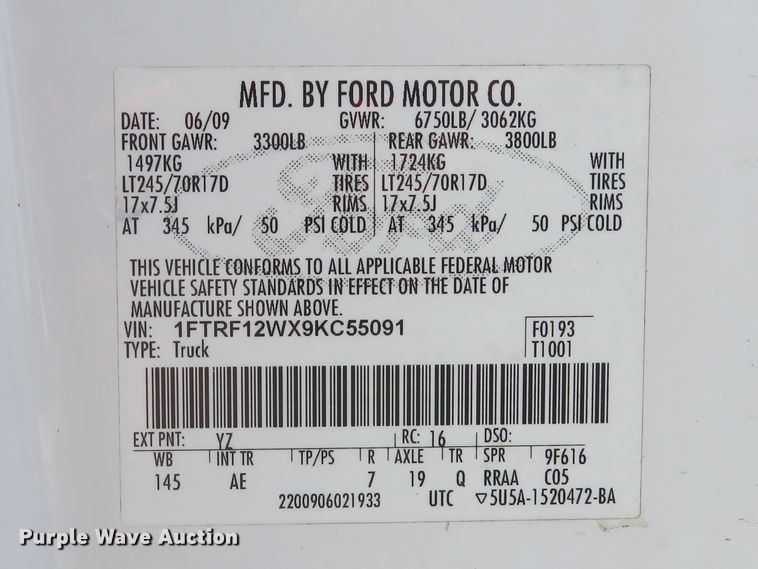 MFD. BY FORD MOTOR CO.
DATE: 06/09 GVWR: 6750LB/ 3062KG
FRONT GAWR: 3300LB REAR GAWR: 3800LB
1497KG WITH 1724KG WITH
LT245/70R17D TIRES LT245/70R17D TIRES
17x7.5J RIMS 17x7.5J RIMS
AT 345 kPa/ 50 PSI COLD AT 345 kPa/ 50 PSI COLD
Ford
THIS VEHICLE CONFORMS TO ALL APPLICABLE FEDERAL MOTOR
VEHICLE SAFETY STANDARDS IN EFFECT ON THE DATE OF
MANUFACTURE SHOWN ABOVE.
VIN: 1FTRF12WX9KC55091 F0193
TYPE: Truck T1001
EXT PNT: YZ RC: 16 DSO:
WB INT TR TP/PS R AXLE TR SPR 9F616
145 AE 7 19 Q RRAA C05
2200906021933 UTC ▽5U5A-1520472-BA
Purple Wave Auction